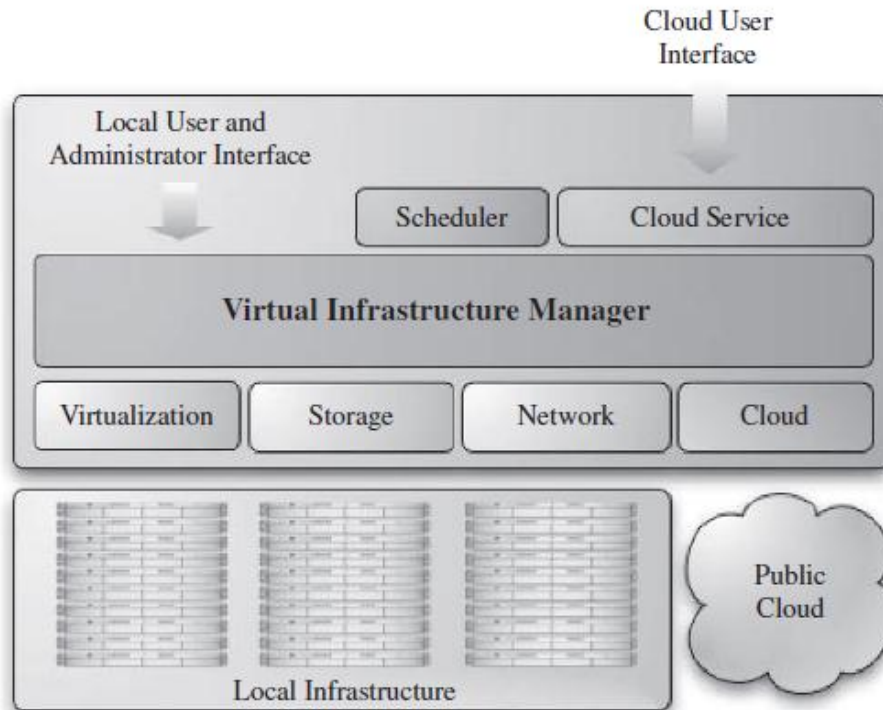 Cloud User
Interface
Local User and
Administrator Interface
Scheduler
Cloud Service
Virtual Infrastructure Manager
Virtualization
Storage
Network
Cloud
Public
Cloud
Local Infrastructure